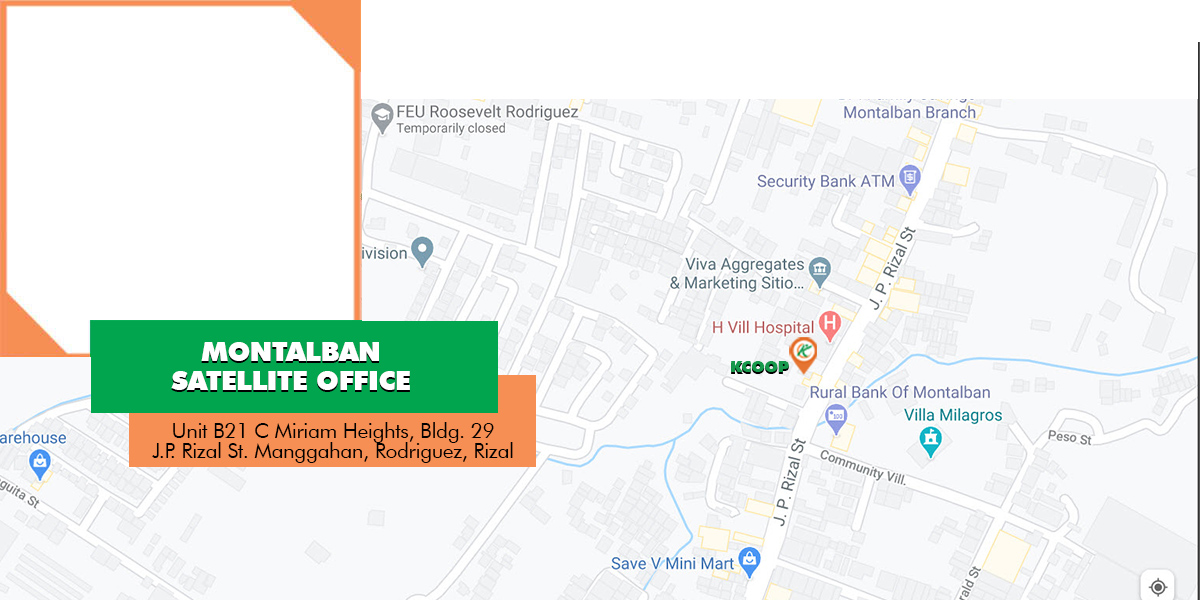 FEU Roosevelt Rodriguez
Temporarily closed
Montalban Branch
Security Bank ATM
J. P. Rizal St
ivision
Viva Aggregates
& Marketing Sitio...
H Vill Hospital
H
KCOOP
MONTALBAN
SATELLITE OFFICE
Rural Bank Of Montalban
Villa Milagros
Unit B21 C Miriam Heights, Bldg. 29
J.P. Rizal St. Manggahan, Rodriguez, Rizal
arehouse
Peso St
Community Vill.
J. P. Rizal St
guita St
Save V Mini Mart
rald St